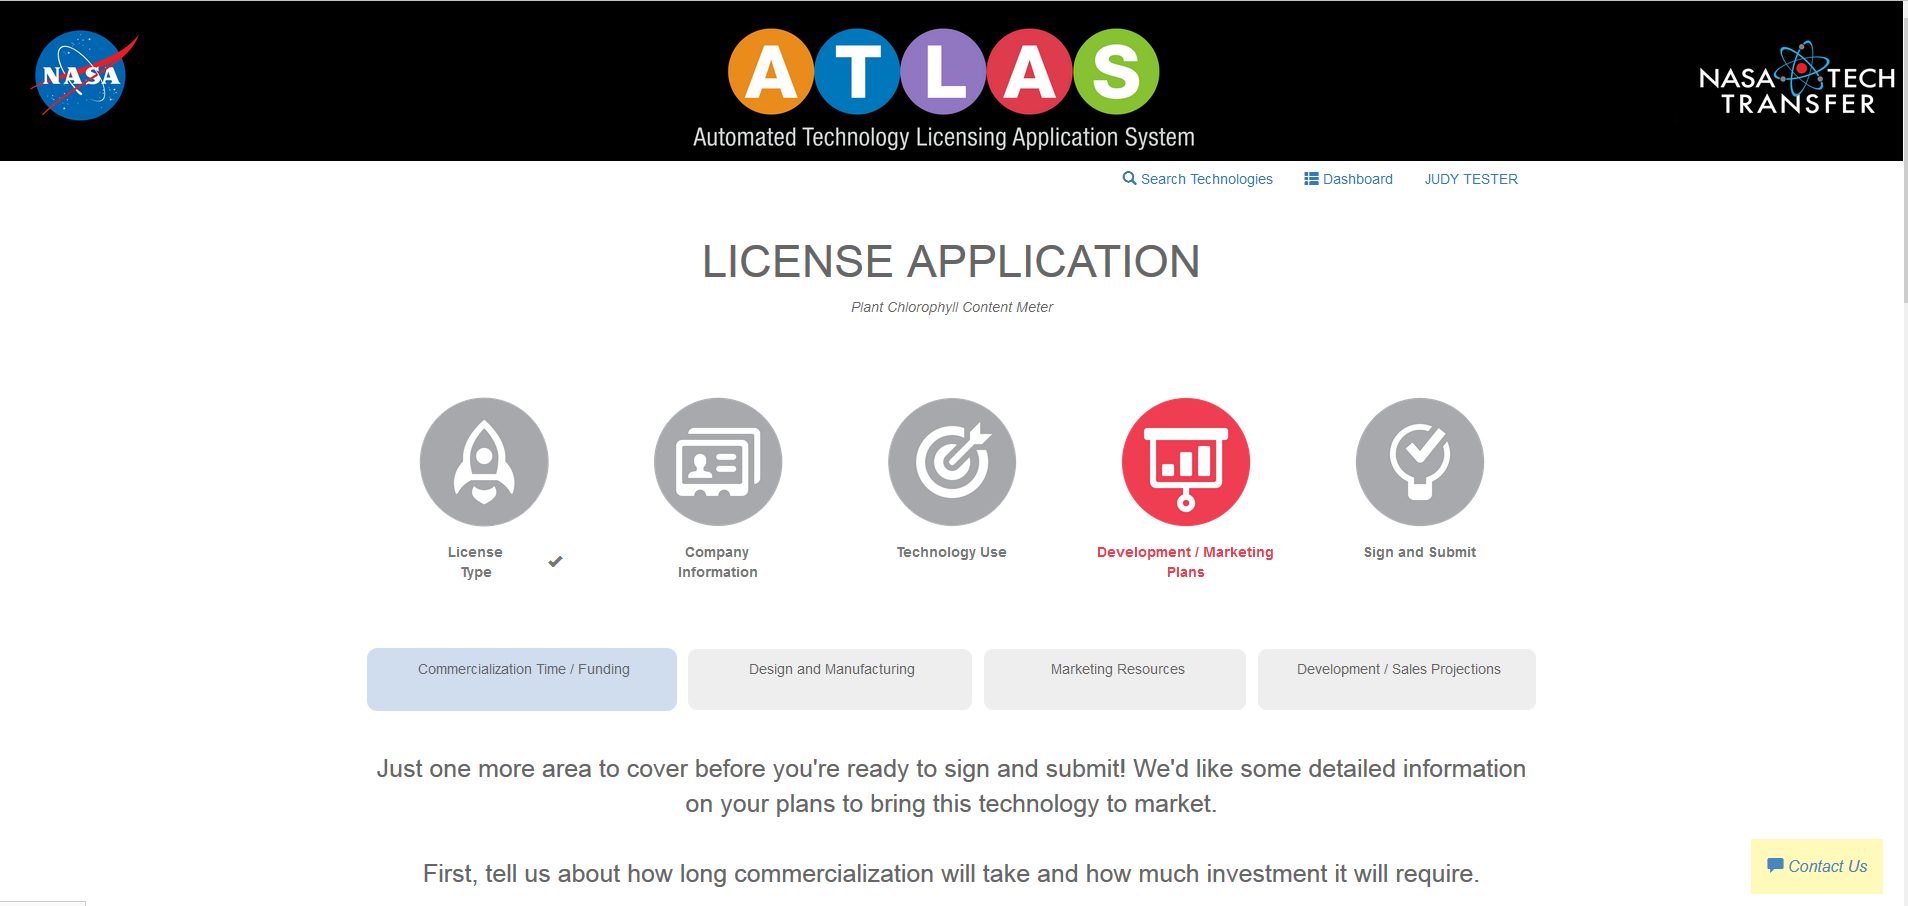 NASA
ATLAS
Automated Technology Licensing Application System
NASA TECH
TRANSFER
Search Technologies Dashboard JUDY TESTER
LICENSE APPLICATION
Plant Chlorophyll Content Meter
License
Type
Company
Information
Technology Use
Development / Marketing
Plans
Sign and Submit
Commercialization Time / Funding
Design and Manufacturing
Marketing Resources
Development / Sales Projections
Just one more area to cover before you're ready to sign and submit! We'd like some detailed information
on your plans to bring this technology to market.
First, tell us about how long commercialization will take and how much investment it will require.
Contact Us